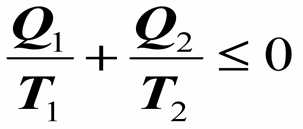 Q₁/T₁ + Q₂/T₂ ≤ 0